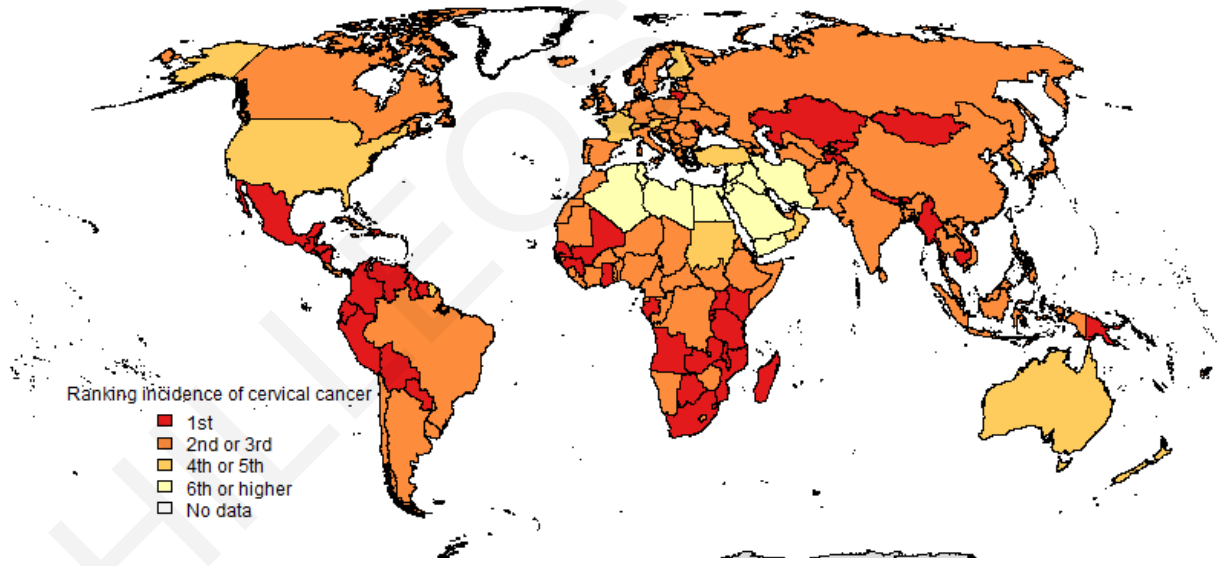 Ranking incidence of cervical cancer
1st
2nd or 3rd
4th or 5th
6th or higher
No data